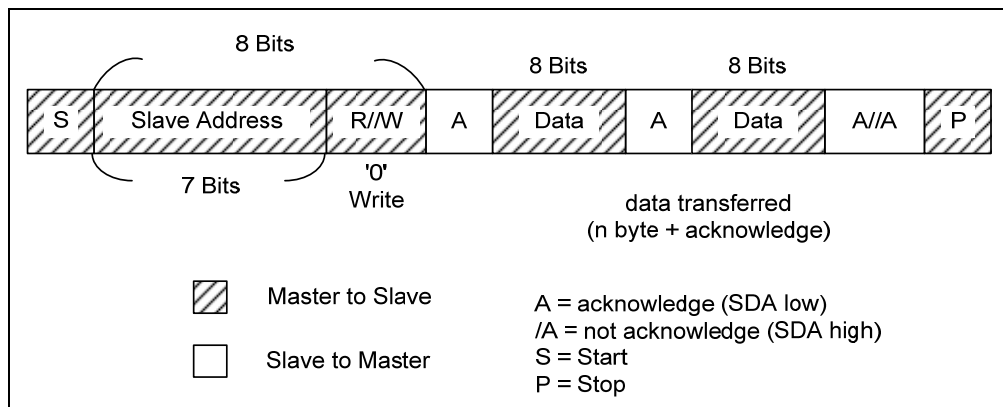 8 Bits
8 Bits 8 Bits
S Slave Address R//W A Data A Data A//A P
7 Bits
'0'
Write
data transferred
(n byte + acknowledge)
Master to Slave
Slave to Master
A = acknowledge (SDA low)
/A = not acknowledge (SDA high)
S = Start
P = Stop